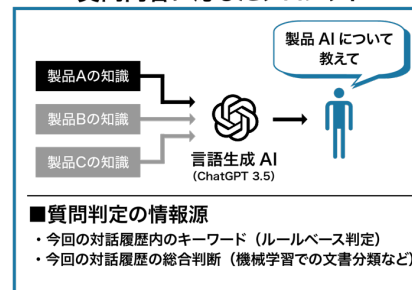 製品 AI について
教えて
製品Aの知識
製品Bの知識
製品Cの知識
言語生成 AI
(ChatGPT 3.5)
■質問判定の情報源
・今回の対話履歴内のキーワード（ルールベース判定）
・今回の対話履歴の総合判断（機械学習での文書分類など）